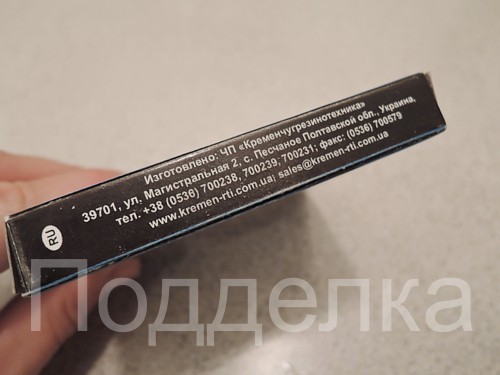 Изготовлено: ЧП «Кременчугрезинотехника»
39701, ул. Магистральная 2, с. Песчаное Полтавской обл., Украина,
тел. +38 (0536) 700238, 700239, 700231; факс: (0536) 700579
www.kremen-rti.com.ua; sales@kremen-rti.com.ua
RU
Подделка